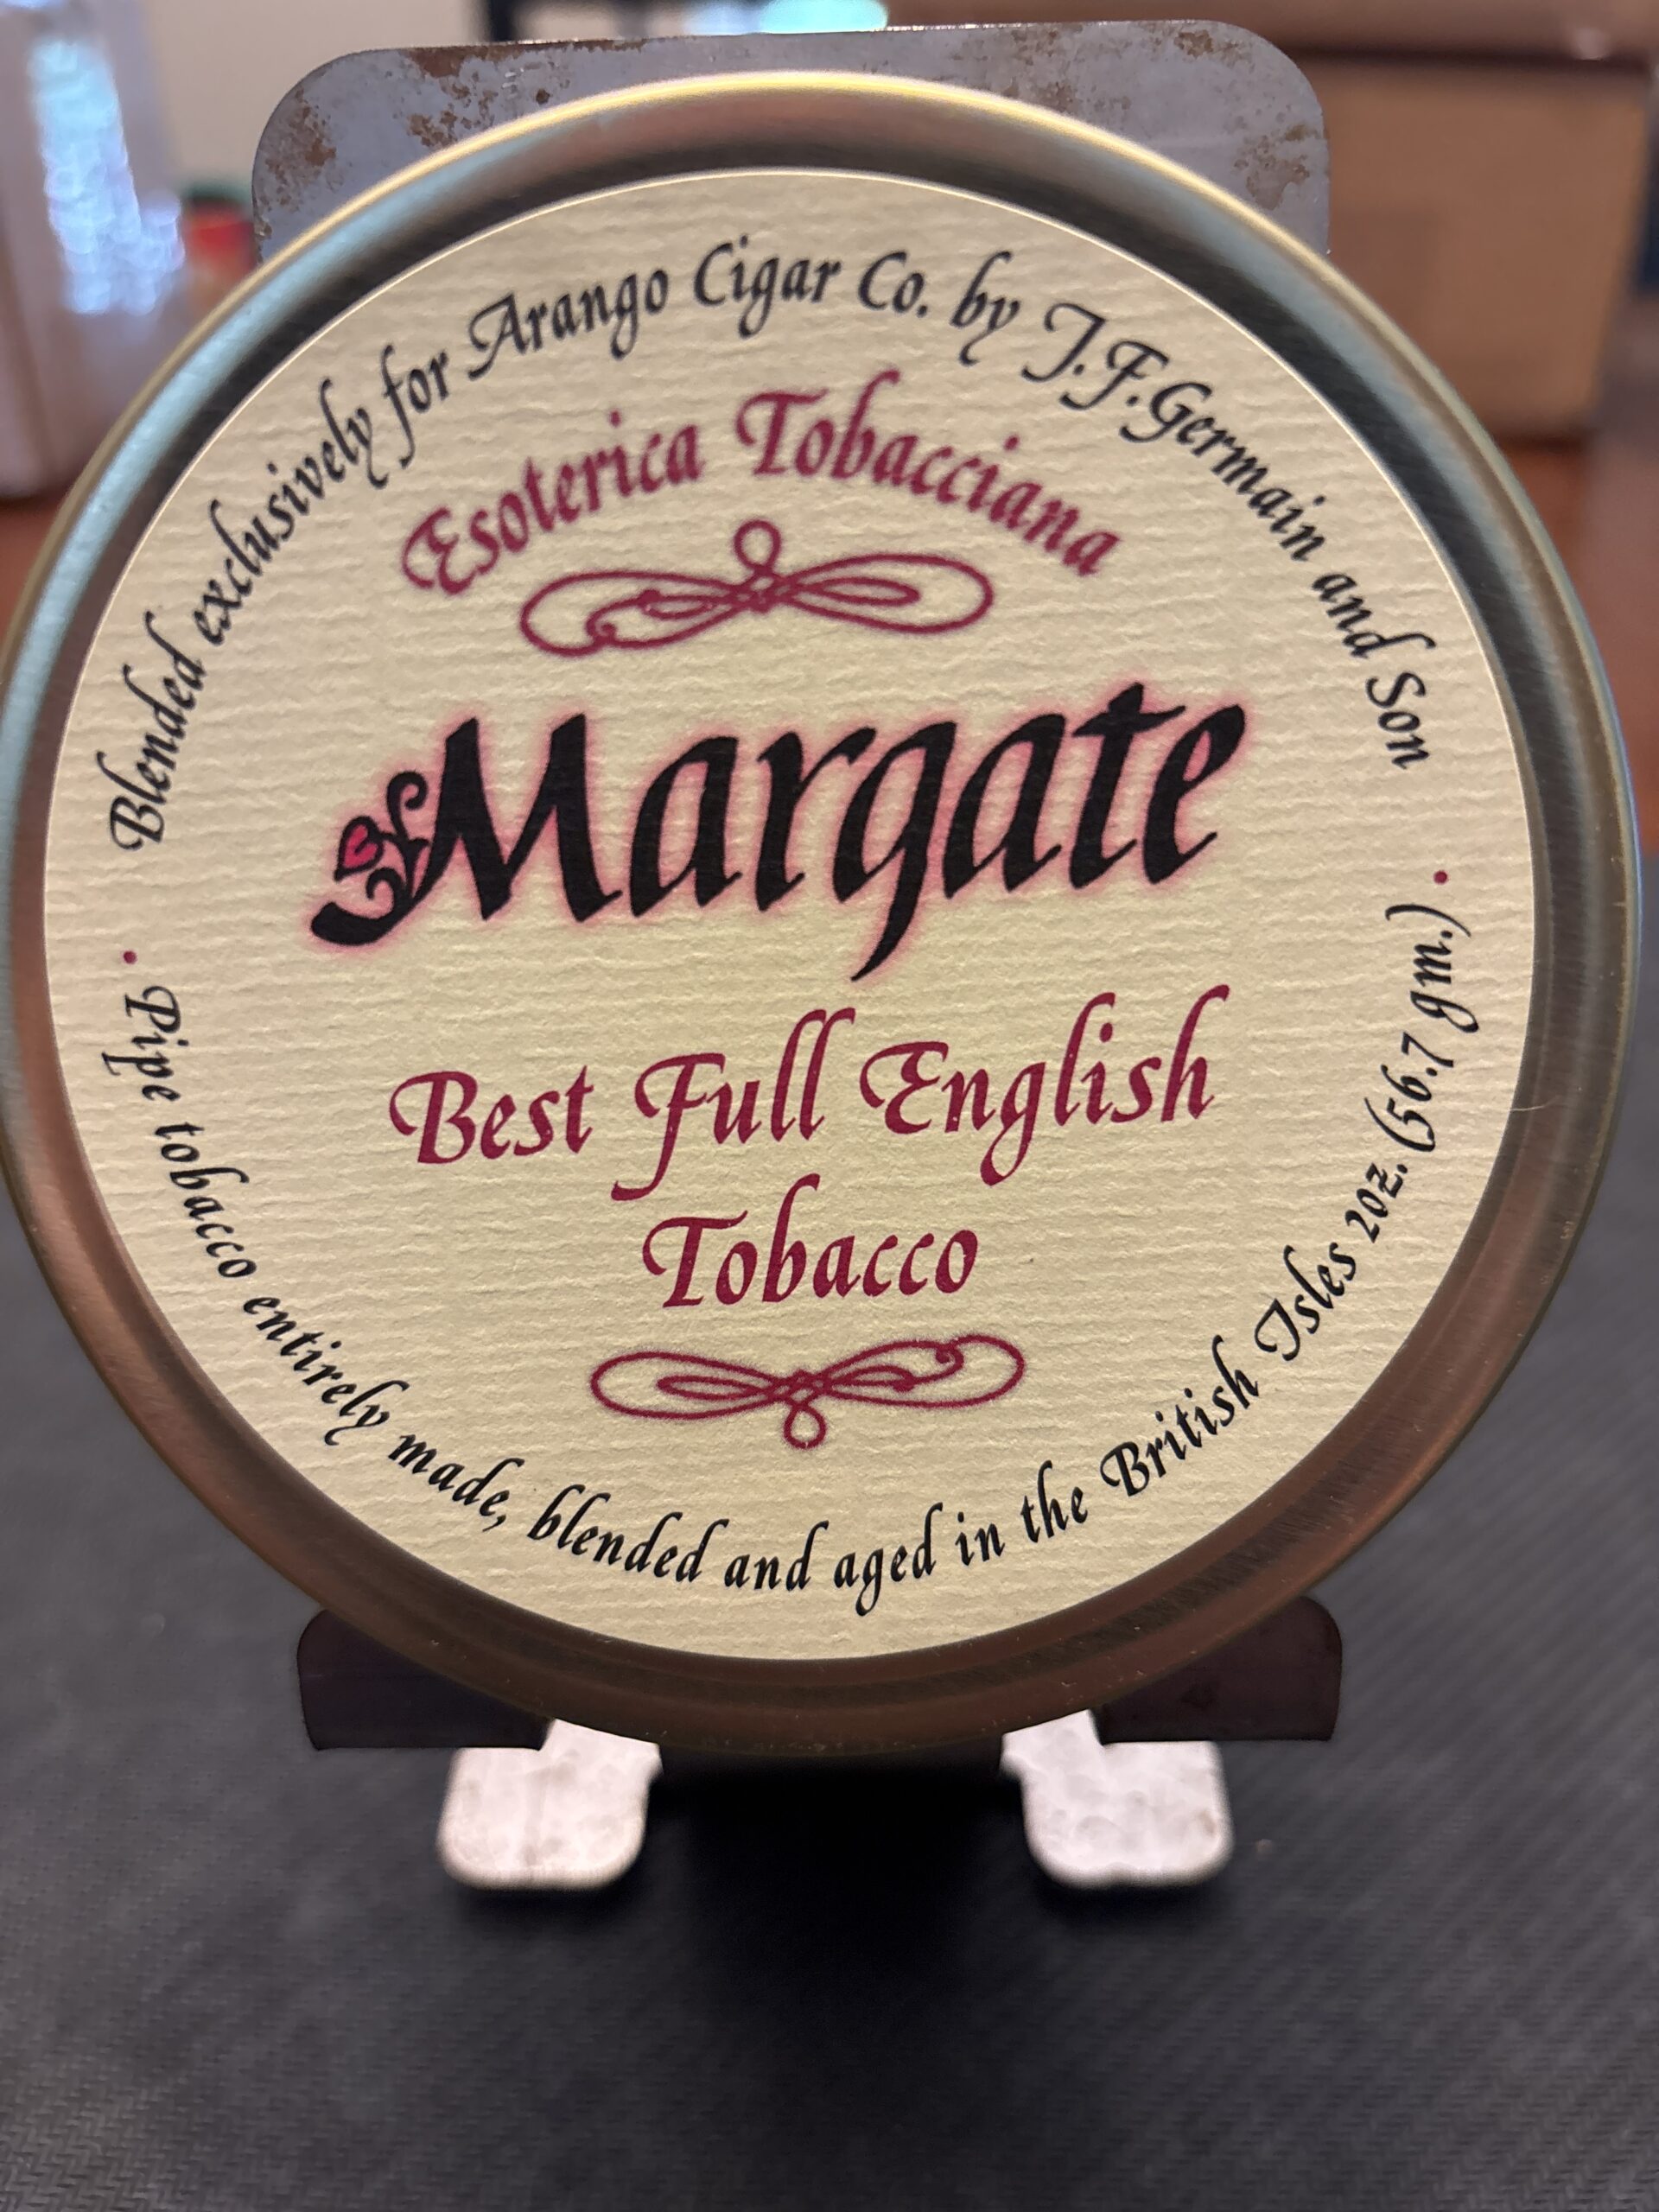 Blended exclusively for Arango Cigar Co. by J.F.Germain and Son
Esoterica Tobacciana
Margate
Best Full English
Tobacco
Pipe tobacco entirely made, blended and aged in the British Isles 2oz. (56.7 gm.)